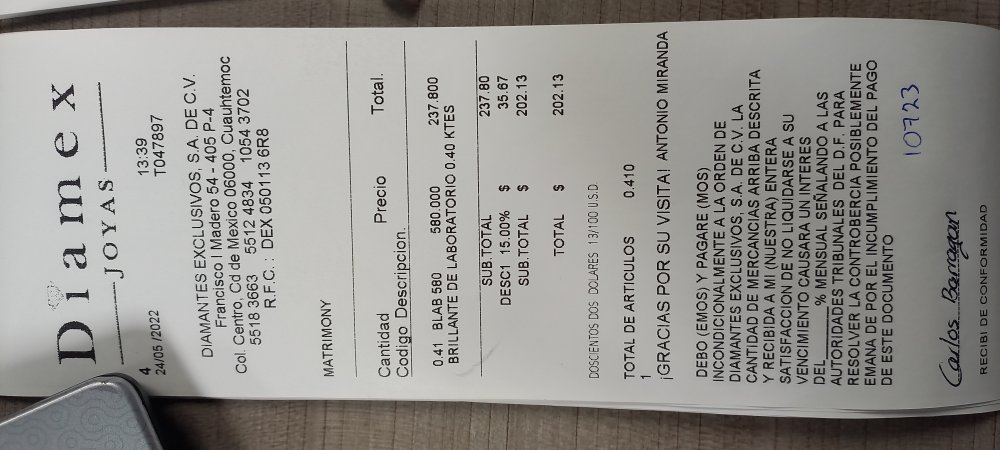 Diamex
JOYAS
4
24/05 /2022 13:39
T047897
DIAMANTES EXCLUSIVOS, S.A. DE C.V.
Francisco I Madero 54 - 405 P-4
Col. Centro, Cd de Mexico 06000, Cuauhtemoc
5518 3663 5512 4834 1054 3702
R.F.C. : DEX 050113 6R8
MATRIMONY
Cantidad Precio Total.
Codigo Descripcion.
0.41 BLAB 580 580.000 237.800
BRILLANTE DE LABORATORIO 0.40 KTES
SUB.TOTAL 237.80
DESC1 15.00% $ 35.67
SUB.TOTAL $ 202.13
TOTAL $ 202.13
DOSCIENTOS DOS DOLARES 13/100 U.S.D.
TOTAL DE ARTICULOS 0.410
1
¡GRACIAS POR SU VISITA! ANTONIO MIRANDA
DEBO (EMOS) Y PAGARE (MOS)
INCONDICIONALMENTE A LA ORDEN DE
DIAMANTES EXCLUSIVOS, S.A. DE C.V. LA
CANTIDAD DE MERCANCIAS ARRIBA DESCRITA
Y RECIBIDA A MI (NUESTRA) ENTERA
SATISFACCION DE NO LIQUIDARSE A SU
VENCIMIENTO CAUSARA UN INTERES
DEL_____% MENSUAL SEÑALANDO A LAS
AUTORIDADES TRIBUNALES DEL D.F. PARA
RESOLVER LA CONTROBERCIA POSIBLEMENTE
EMANA DE POR EL INCUMPLIMIENTO DEL PAGO
DE ESTE DOCUMENTO
10723
Carlos Barragan
RECIBI DE CONFORMIDAD